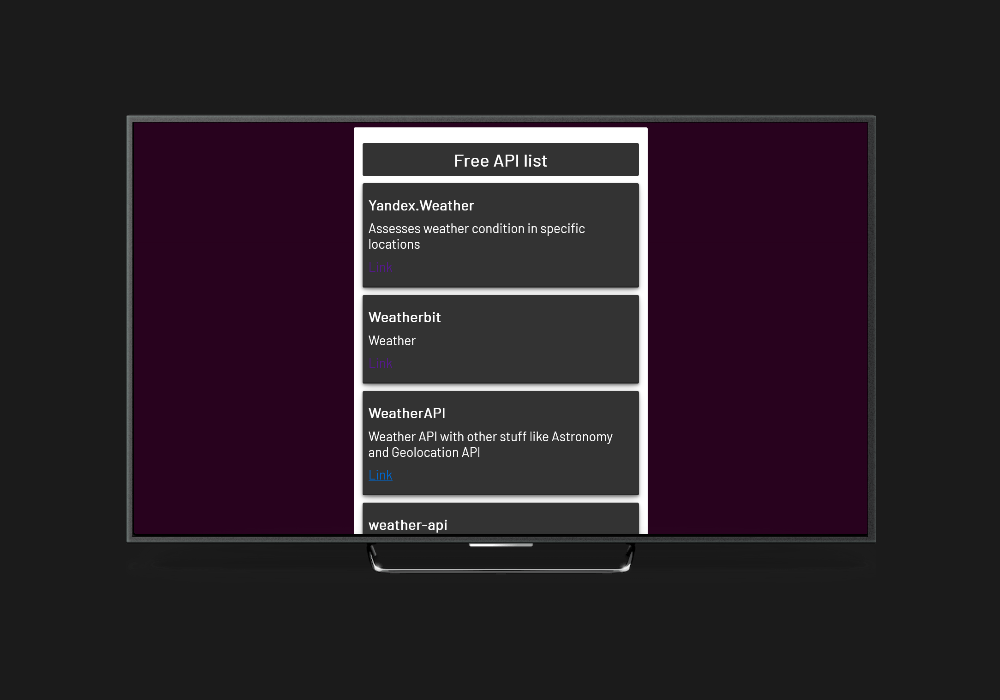 Free API list
Yandex.Weather
Assesses weather condition in specific
locations
Link
Weatherbit
Weather
Link
WeatherAPI
Weather API with other stuff like Astronomy
and Geolocation API
Link
weather-api